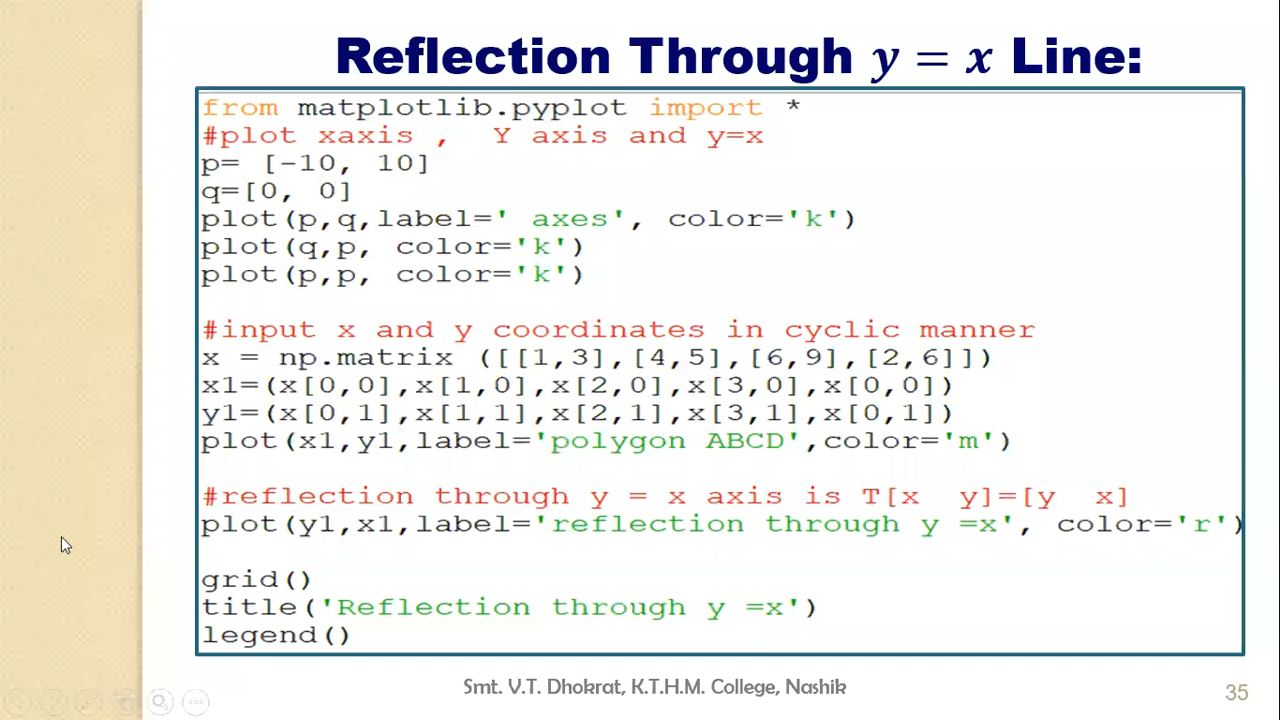 Reflection Through y = x Line:
from matplotlib.pyplot import *
#plot xaxis ,  Y axis and y=x
p= [-10, 10]
q=[0, 0]
plot(p,q,label=' axes', color='k')
plot(q,p, color='k')
plot(p,p, color='k')
#input x and y coordinates in cyclic manner
x = np.matrix ([[1,3],[4,5],[6,9],[2,6]])
x1=(x[0,0],x[1,0],x[2,0],x[3,0],x[0,0])
y1=(x[0,1],x[1,1],x[2,1],x[3,1],x[0,1])
plot(x1,y1,label='polygon ABCD',color='m')
#reflection through y = x axis is T[x  y]=[y  x]
plot(y1,x1,label='reflection through y =x', color='r')
grid()
title('Reflection through y =x')
legend()
Smt. V.T. Dhokrat, K.T.H.M. College, Nashik
35